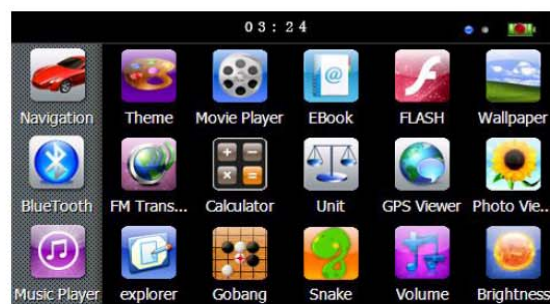 03:24
Navigation Theme Movie Player EBook FLASH Wallpaper
BlueTooth FM Trans... Calculator Unit GPS Viewer Photo Vie..
Music Player explorer Gobang Snake Volume Brightness